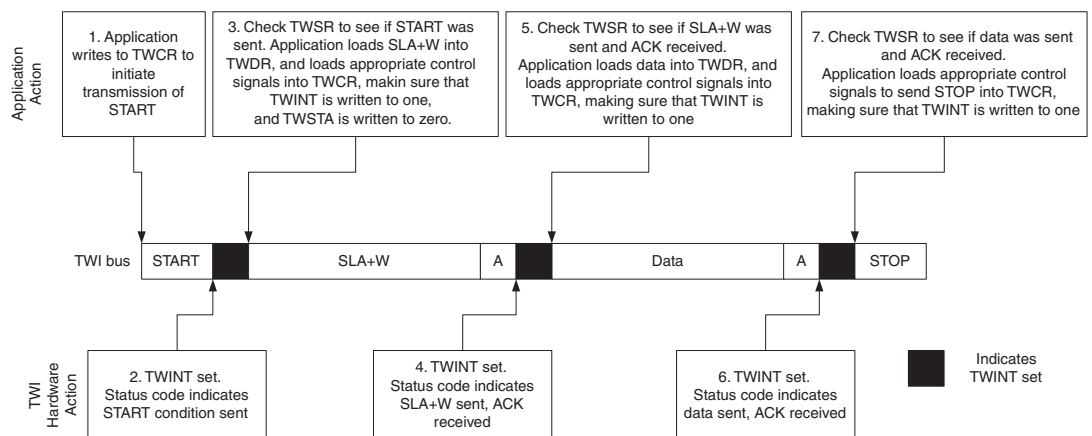 Application
Action
1. Application
writes to TWCR to
initiate
transmission of
START
3. Check TWSR to see if START was
sent. Application loads SLA+W into
TWDR, and loads appropriate control
signals into TWCR, makin sure that
TWINT is written to one,
and TWSTA is written to zero.
5. Check TWSR to see if SLA+W was
sent and ACK received.
Application loads data into TWDR, and
loads appropriate control signals into
TWCR, making sure that TWINT is
written to one
7. Check TWSR to see if data was sent
and ACK received.
Application loads appropriate control
signals to send STOP into TWCR,
making sure that TWINT is written to one
TWI bus
START
SLA+W
A
Data
A
STOP
TWI
Hardware
Action
2. TWINT set.
Status code indicates
START condition sent
4. TWINT set.
Status code indicates
SLA+W sent, ACK
received
6. TWINT set.
Status code indicates
data sent, ACK received
Indicates
TWINT set